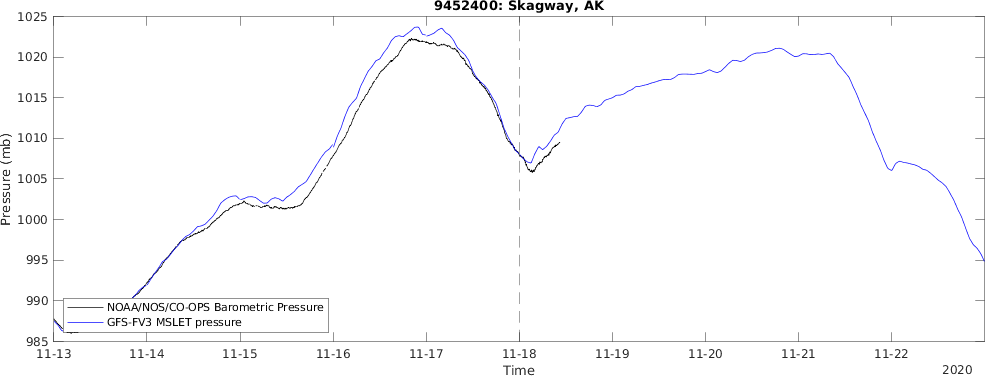 9452400: Skagway, AK
Pressure (mb)
1025
1020
1015
1010
1005
1000
995
990
985
NOAA/NOS/CO-OPS Barometric Pressure
GFS-FV3 MSLET pressure
11-13 11-14 11-15 11-16 11-17 11-18 11-19 11-20 11-21 11-22
Time
2020